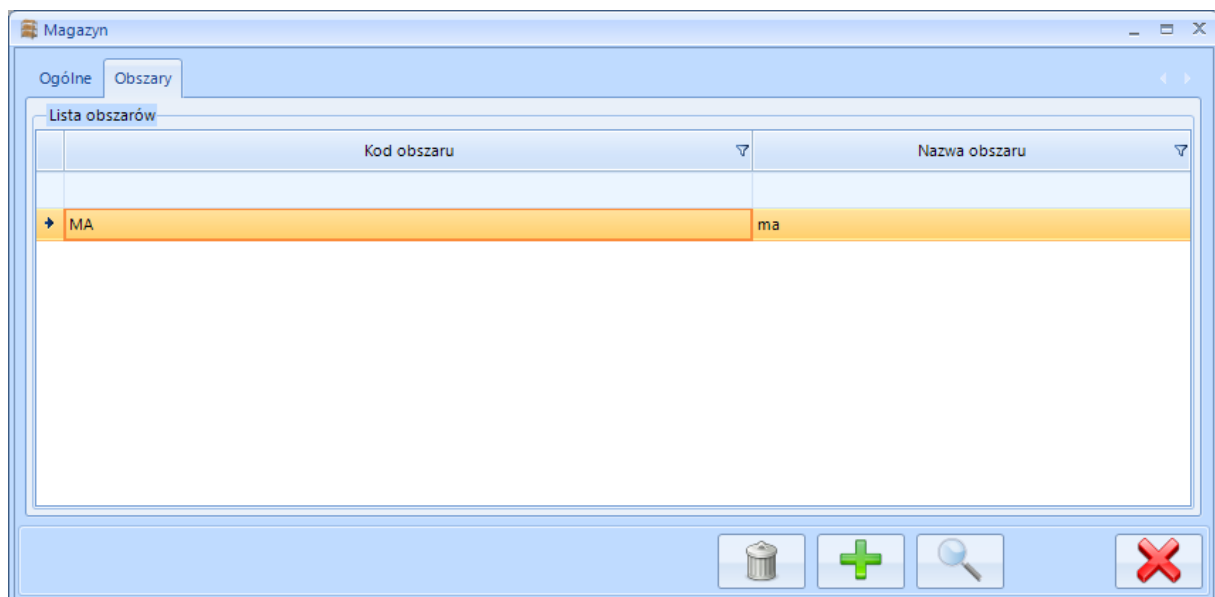 Magazyn
Ogólne Obszary
Lista obszarów
Kod obszaru Nazwa obszaru
MA ma